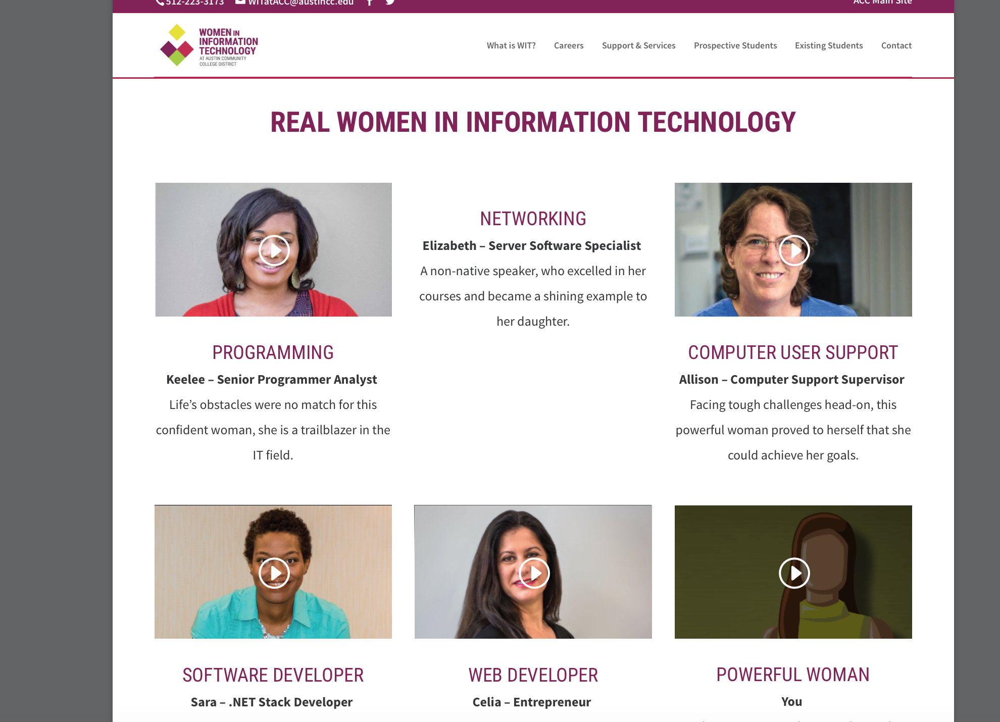 512-223-3173 WITatACC@austincc.edu
ACC Main Site
WOMEN IN
INFORMATION
TECHNOLOGY
AT AUSTIN COMMUNITY
COLLEGE DISTRICT
What is WIT? Careers Support & Services Prospective Students Existing Students Contact
REAL WOMEN IN INFORMATION TECHNOLOGY
PROGRAMMING
Keelee – Senior Programmer Analyst
Life’s obstacles were no match for this
confident woman, she is a trailblazer in the
IT field.
NETWORKING
Elizabeth – Server Software Specialist
A non-native speaker, who excelled in her
courses and became a shining example to
her daughter.
COMPUTER USER SUPPORT
Allison – Computer Support Supervisor
Facing tough challenges head-on, this
powerful woman proved to herself that she
could achieve her goals.
SOFTWARE DEVELOPER
Sara – .NET Stack Developer
WEB DEVELOPER
Celia – Entrepreneur
POWERFUL WOMAN
You